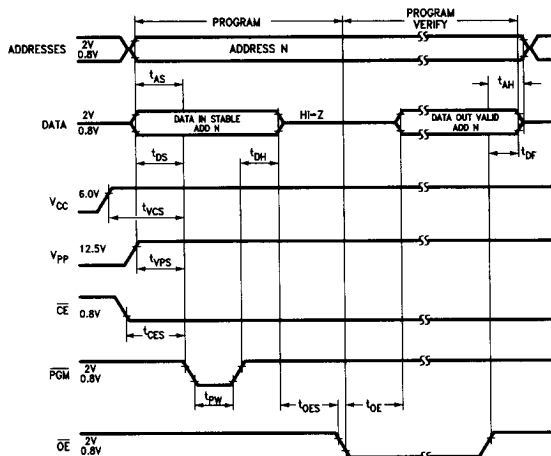 PROGRAM
PROGRAM
VERIFY
ADDRESSES
2V
0.8V
ADDRESS N
tAS
tAH
DATA
2V
0.8V
DATA IN STABLE
ADD N
HI-Z
DATA OUT VALID
ADD N
tDS
tDH
tDF
VCC
6.0V
tVCS
VPP
12.5V
tVPS
CE
0.8V
tCES
PGM
2V
0.8V
tPW
tOES
tOE
OE
2V
0.8V